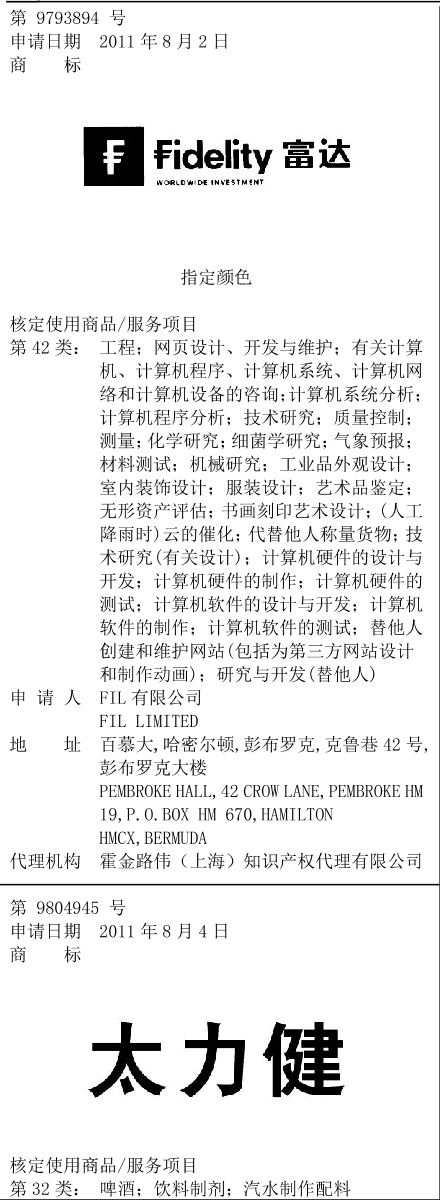 第 9793894 号
申请日期 2011 年 8 月 2 日
商 标
F Fidelity 富达
WORLDWIDE INVESTMENT
指定颜色
核定使用商品/服务项目
第 42 类： 工程；网页设计、开发与维护；有关计算
机、计算机程序、计算机系统、计算机网
络和计算机设备的咨询；计算机系统分析；
计算机程序分析；技术研究；质量控制；
测量；化学研究；细菌学研究；气象预报；
材料测试；机械研究；工业品外观设计；
室内装饰设计；服装设计；艺术品鉴定；
无形资产评估；书画刻印艺术设计；(人工
降雨时)云的催化；代替他人称量货物；技
术研究(有关设计)；计算机硬件的设计与
开发；计算机硬件的制作；计算机硬件的
测试；计算机软件的设计与开发；计算机
软件的制作；计算机软件的测试；替他人
创建和维护网站(包括为第三方网站设计
和制作动画)；研究与开发(替他人)
申 请 人 FIL 有限公司
FIL LIMITED
地 址 百慕大,哈密尔顿,彭布罗克,克鲁巷 42 号,
彭布罗克大楼
PEMBROKE HALL, 42 CROW LANE, PEMBROKE HM
19, P.O.BOX HM 670, HAMILTON
HMCX, BERMUDA
代理机构 霍金路伟（上海）知识产权代理有限公司
第 9804945 号
申请日期 2011 年 8 月 4 日
商 标
太力健
核定使用商品/服务项目
第 32 类： 啤酒；饮料制剂；汽水制作配料